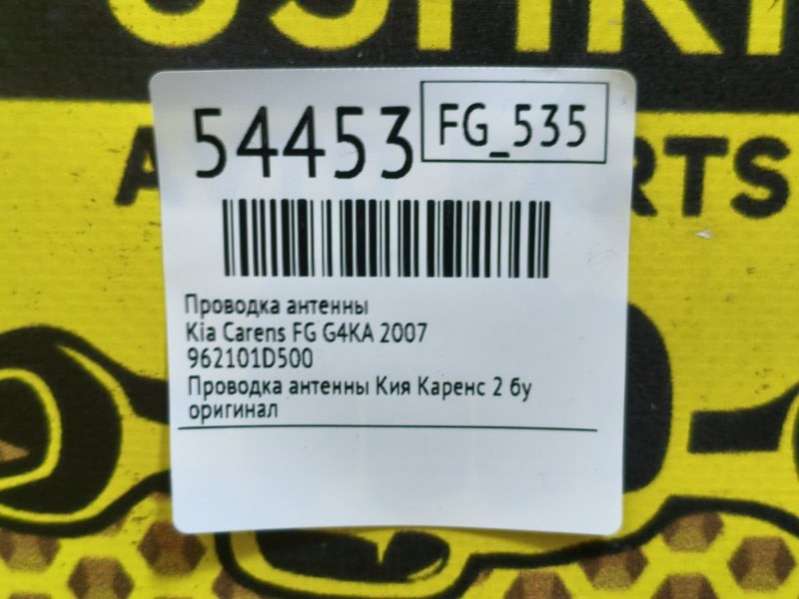 54453
FG_535
Проводка антенны
Kia Carens FG G4KA 2007
962101D500
Проводка антенны Кия Каренс 2 бу
оригинал